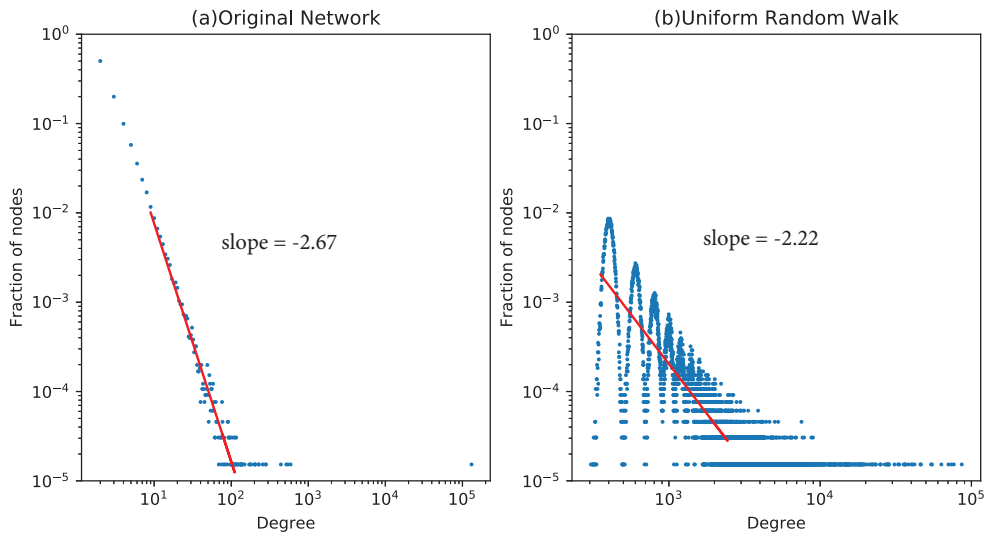 (a)Original Network
10^0
10^-1
10^-2
10^-3
10^-4
10^-5
Fraction of nodes
slope = -2.67
10^1
10^2
10^3
10^4
10^5
Degree
(b)Uniform Random Walk
10^0
10^-1
10^-2
10^-3
10^-4
10^-5
Fraction of nodes
slope = -2.22
10^3
10^4
10^5
Degree